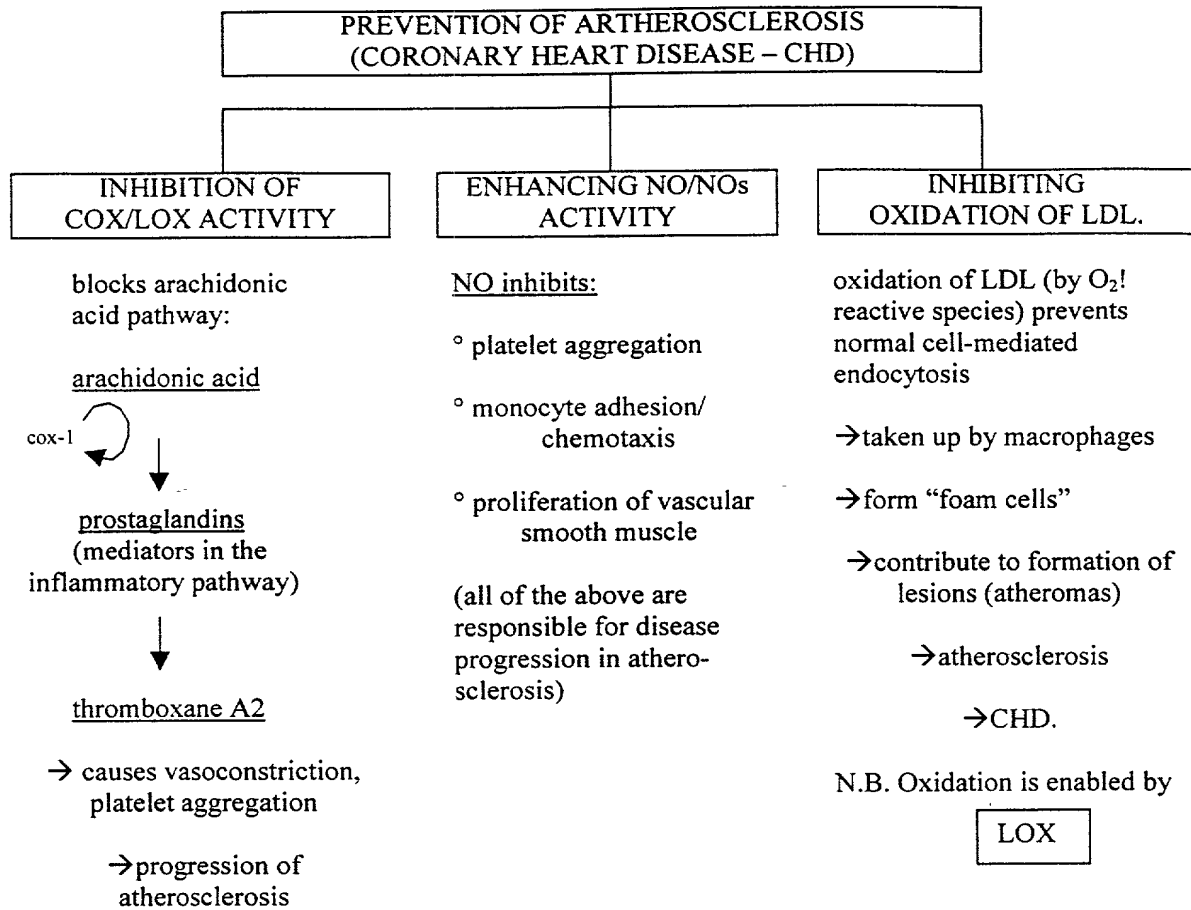 PREVENTION OF ARTHEROSCLEROSIS
(CORONARY HEART DISEASE – CHD)
INHIBITION OF
COX/LOX ACTIVITY
blocks arachidonic
acid pathway:
arachidonic acid
cox-1
prostaglandins
(mediators in the
inflammatory pathway)
thromboxane A2
→ causes vasoconstriction,
platelet aggregation
→progression of
atherosclerosis
ENHANCING NO/NOs
ACTIVITY
NO inhibits:
° platelet aggregation
° monocyte adhesion/
chemotaxis
° proliferation of vascular
smooth muscle
(all of the above are
responsible for disease
progression in athero-
sclerosis)
INHIBITING
OXIDATION OF LDL.
oxidation of LDL (by O₂!
reactive species) prevents
normal cell-mediated
endocytosis
→taken up by macrophages
→form “foam cells”
→contribute to formation of
lesions (atheromas)
→atherosclerosis
→CHD.
N.B. Oxidation is enabled by
LOX